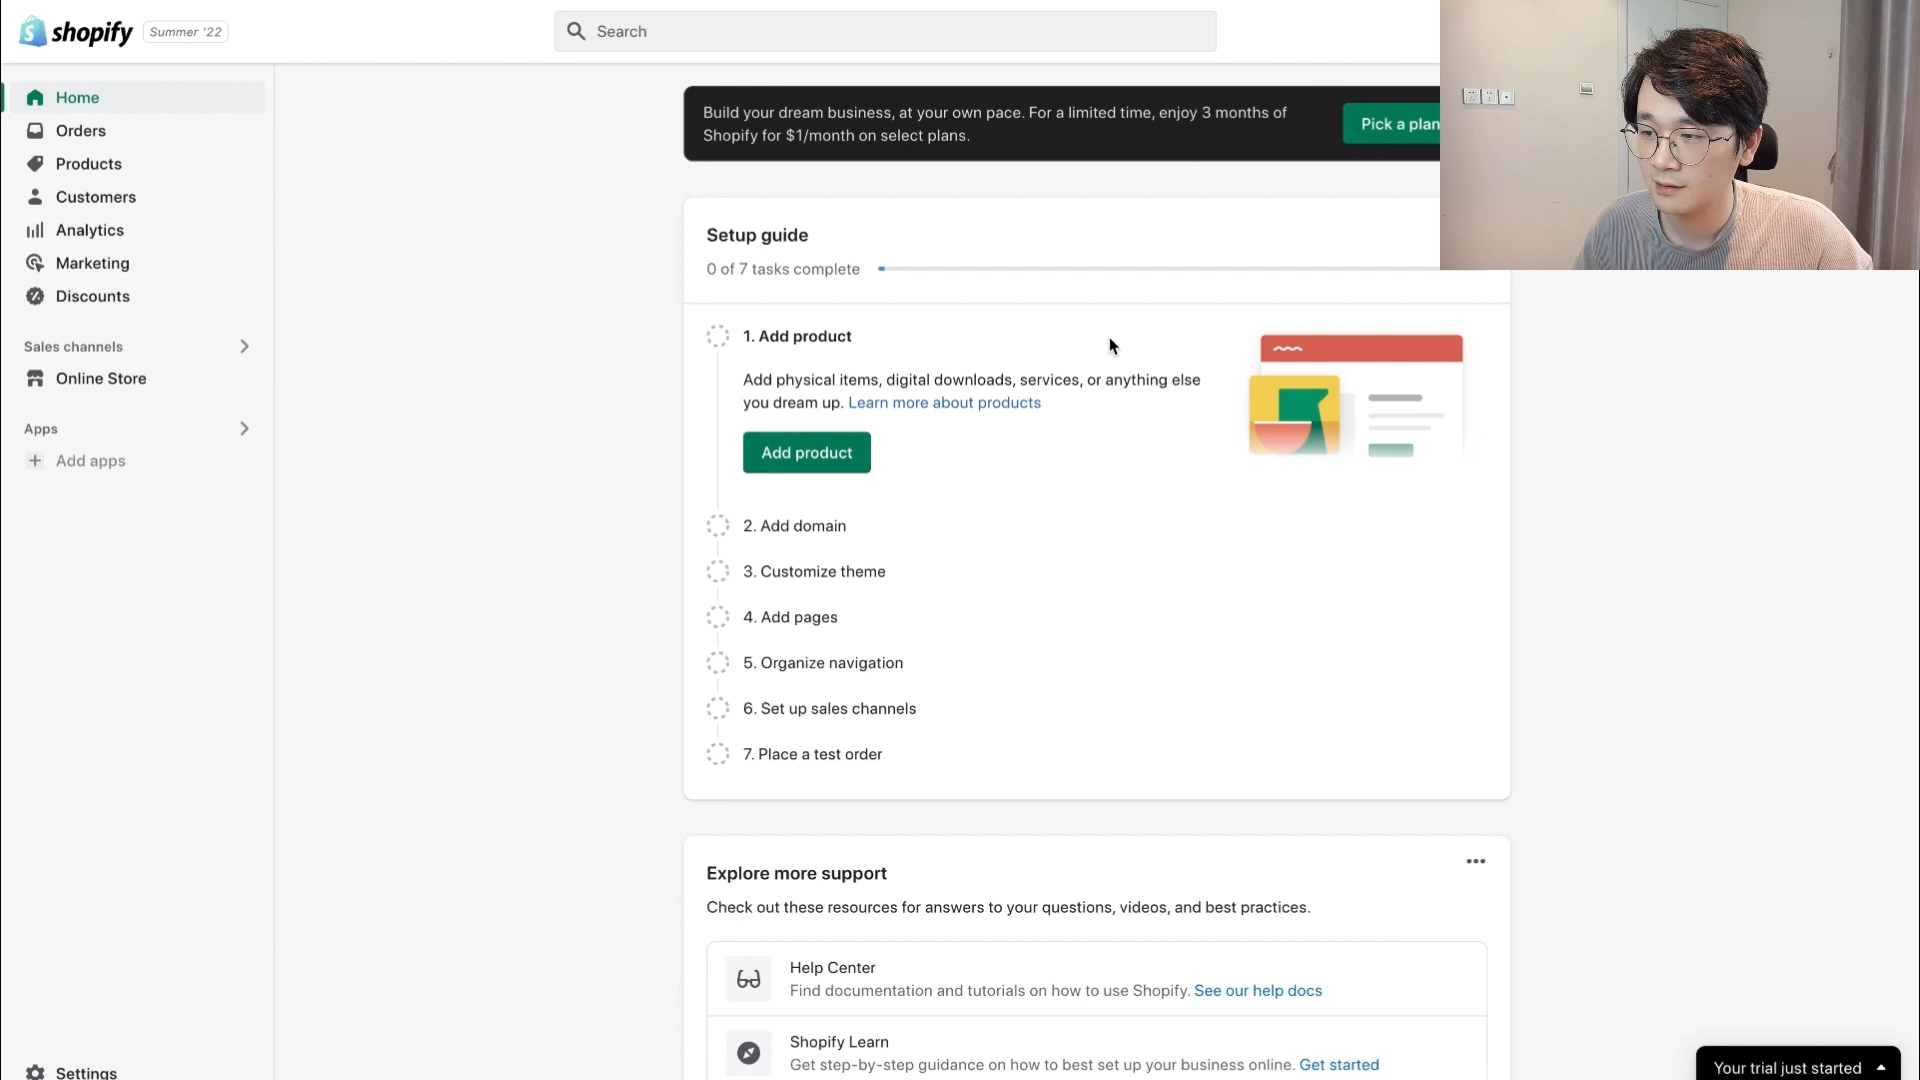 shopify
Summer '22
Search
Home
Orders
Products
Customers
Analytics
Marketing
Discounts
Sales channels
Online Store
Apps
Add apps
Settings
Build your dream business, at your own pace. For a limited time, enjoy 3 months of
Shopify for $1/month on select plans.
Pick a plan
Setup guide
0 of 7 tasks complete
1. Add product
Add physical items, digital downloads, services, or anything else
you dream up. Learn more about products
Add product
2. Add domain
3. Customize theme
4. Add pages
5. Organize navigation
6. Set up sales channels
7. Place a test order
Explore more support
Check out these resources for answers to your questions, videos, and best practices.
Help Center
Find documentation and tutorials on how to use Shopify. See our help docs
Shopify Learn
Get step-by-step guidance on how to best set up your business online. Get started
Your trial just started